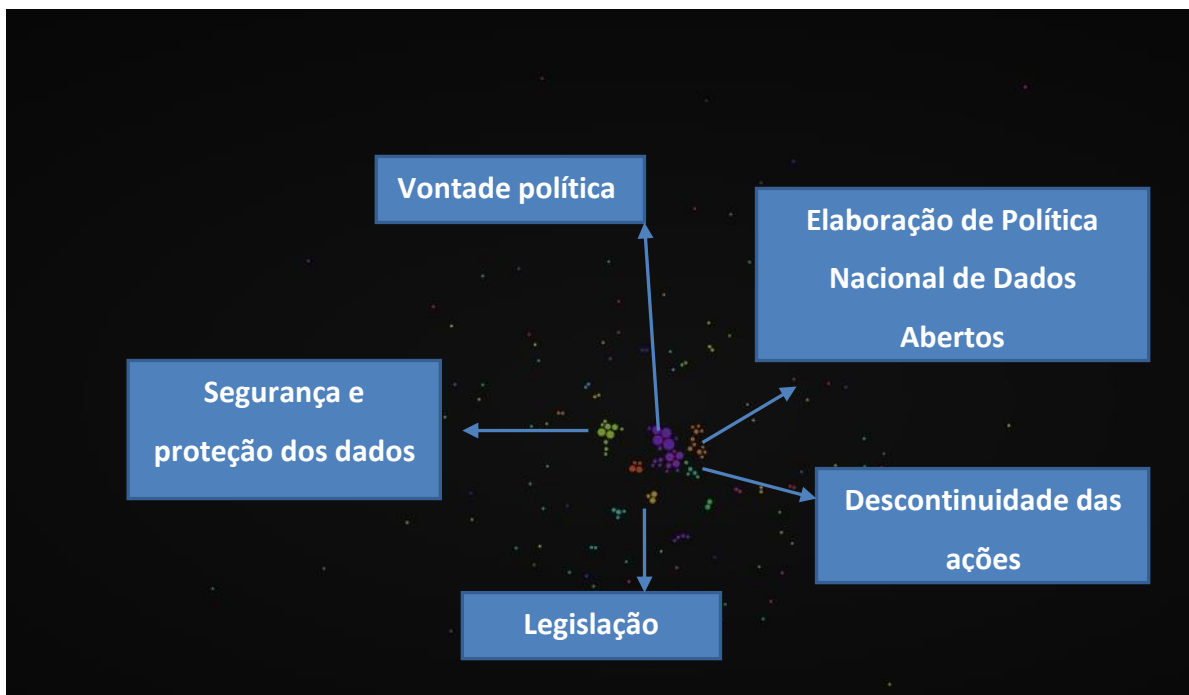 Vontade política
Elaboração de Política
Nacional de Dados
Abertos
Segurança e
proteção dos dados
Descontinuidade das
ações
Legislação